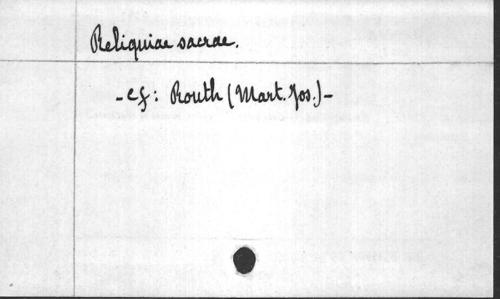 Reliquiae sacrae.
- cf: Routh (Mart. Jos.) -